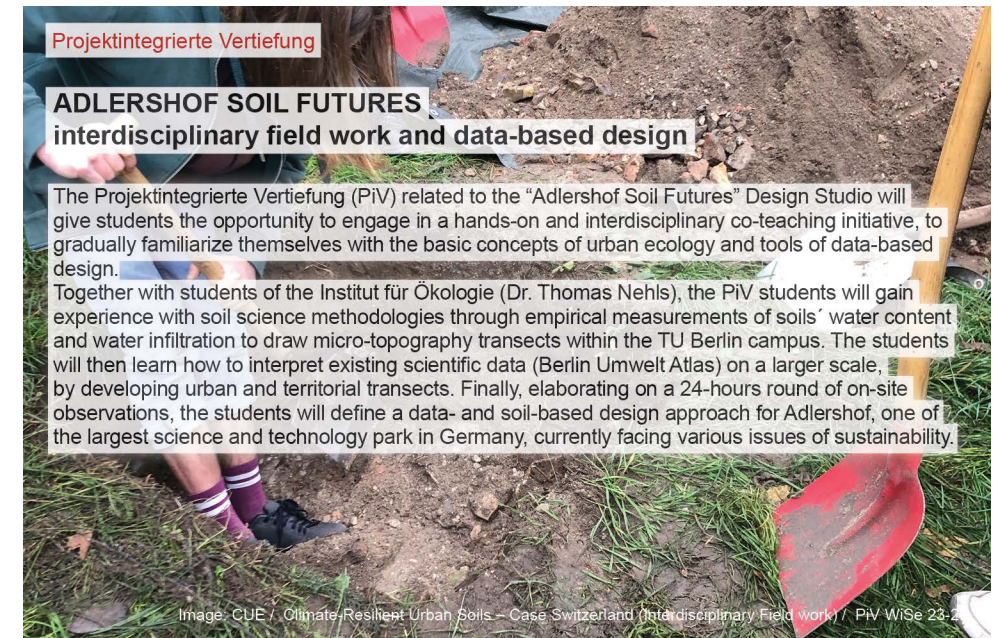 Projektintegrierte Vertiefung
ADLERSHOF SOIL FUTURES
interdisciplinary field work and data-based design
The Projektintegrierte Vertiefung (PiV) related to the “Adlershof Soil Futures” Design Studio will
give students the opportunity to engage in a hands-on and interdisciplinary co-teaching initiative, to
gradually familiarize themselves with the basic concepts of urban ecology and tools of data-based
design.
Together with students of the Institut für Ökologie (Dr. Thomas Nehls), the PiV students will gain
experience with soil science methodologies through empirical measurements of soils´ water content
and water infiltration to draw micro-topography transects within the TU Berlin campus. The students
will then learn how to interpret existing scientific data (Berlin Umwelt Atlas) on a larger scale,
by developing urban and territorial transects. Finally, elaborating on a 24-hours round of on-site
observations, the students will define a data- and soil-based design approach for Adlershof, one of
the largest science and technology park in Germany, currently facing various issues of sustainability.
Image: CUE / Climate-Resilient Urban Soils – Case Switzerland (Interdisciplinary Field work) / PiV WiSe